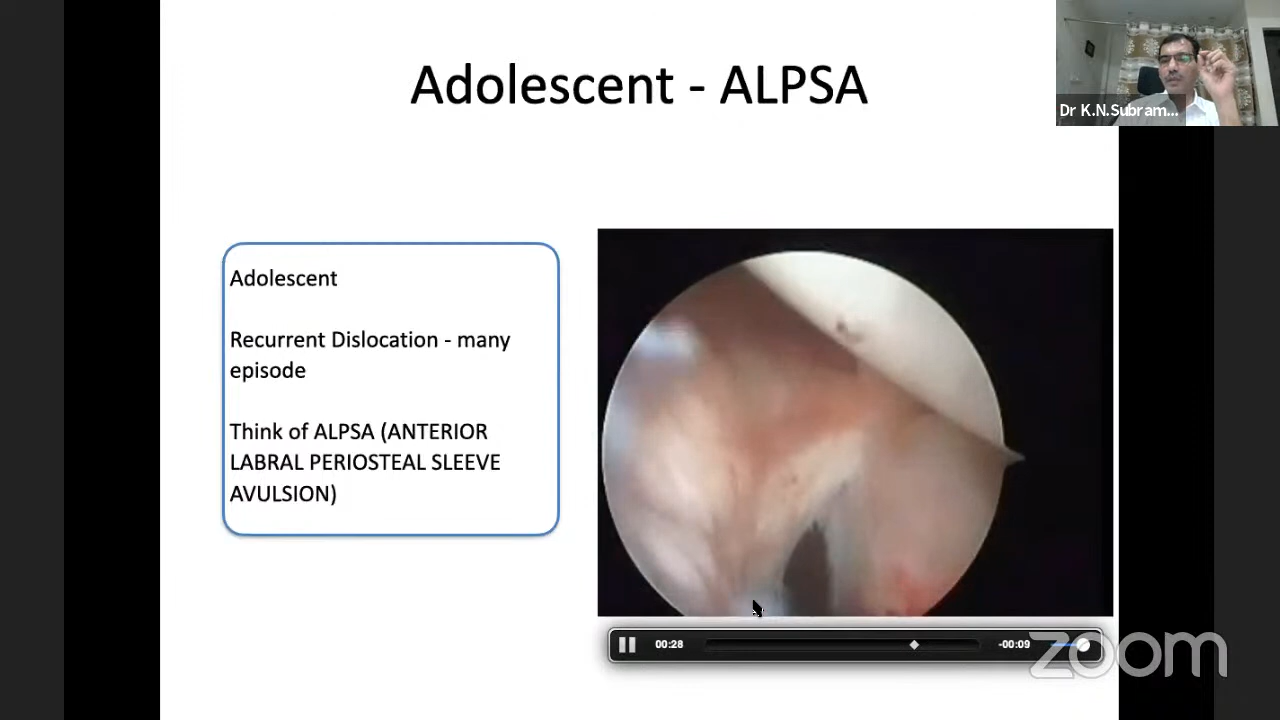 Adolescent - ALPSA
Dr K.N.Subram...
Adolescent
Recurrent Dislocation - many
episode
Think of ALPSA (ANTERIOR
LABRAL PERIOSTEAL SLEEVE
AVULSION)
00:28
-00:09
zoom